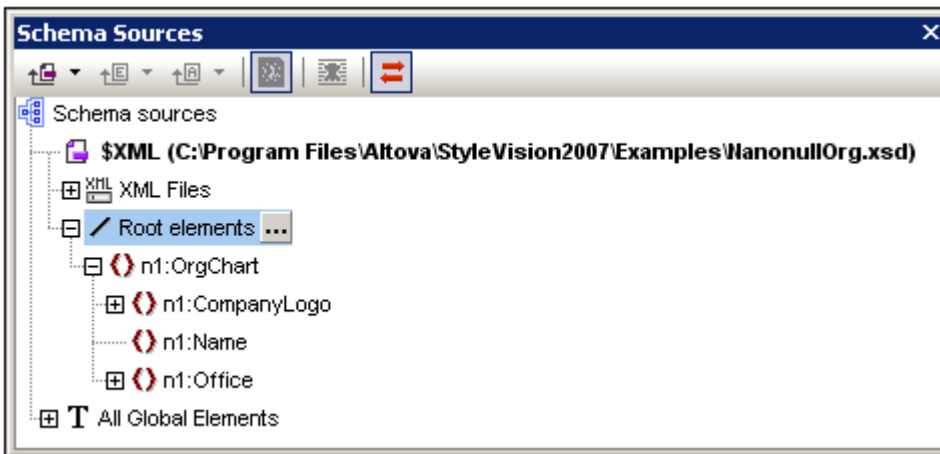 Schema Sources
Schema sources
$XML (C:\Program Files\Altova\StyleVision2007\Examples\NanonullOrg.xsd)
XML XML Files
Root elements ...
n1:OrgChart
n1:CompanyLogo
n1:Name
n1:Office
T All Global Elements